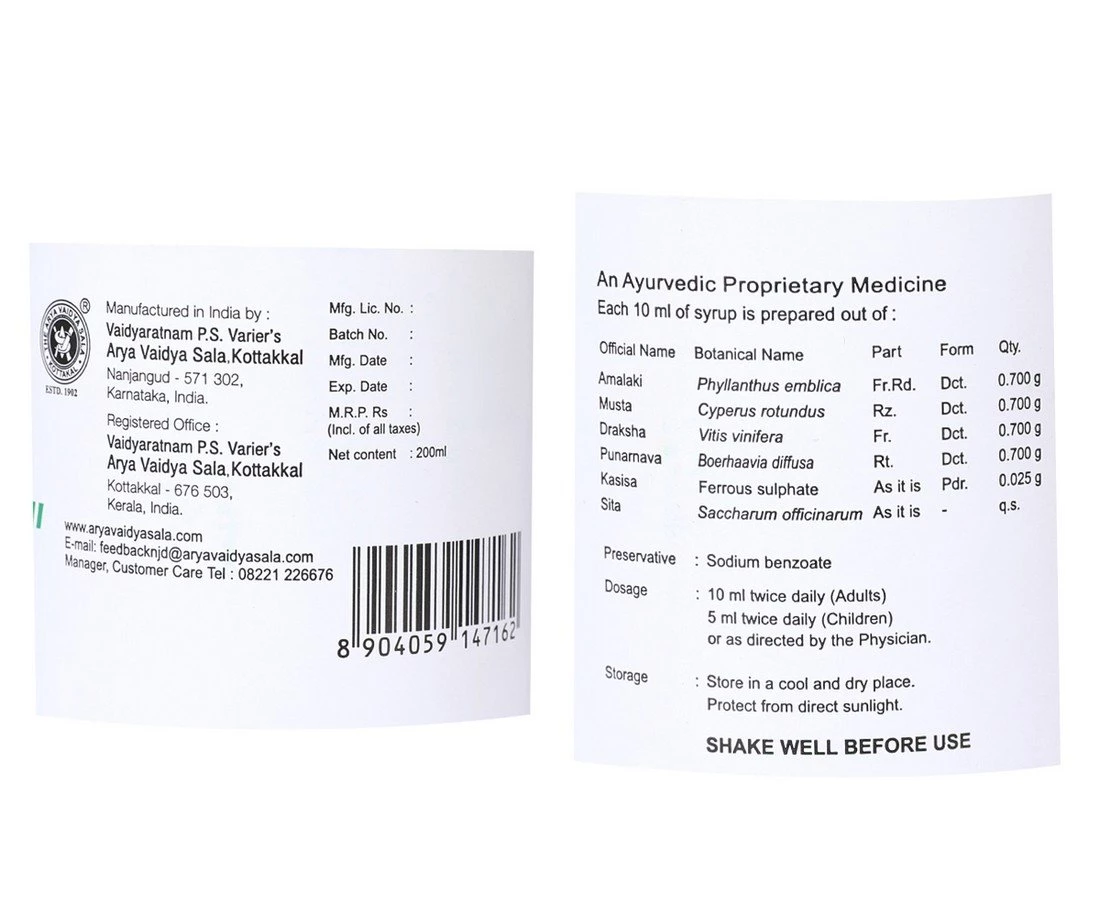 THE ARYA VAIDYA SALA
KOTTAKKAL
®
ESTD. 1902
Manufactured in India by :
Vaidyaratnam P.S. Varier's
Arya Vaidya Sala,Kottakkal
Nanjangud - 571 302,
Karnataka, India.
Registered Office :
Vaidyaratnam P.S. Varier's
Arya Vaidya Sala,Kottakkal
Kottakkal - 676 503,
Kerala, India.
www.aryavaidyasala.com
E-mail: feedbacknjd@aryavaidyasala.com
Manager, Customer Care Tel : 08221 226676
Mfg. Lic. No. :
Batch No. :
Mfg. Date :
Exp. Date :
M.R.P. Rs :
(Incl. of all taxes)
Net content : 200ml
8 904059 147162
An Ayurvedic Proprietary Medicine
Each 10 ml of syrup is prepared out of :
Official Name Botanical Name Part Form Qty.
Amalaki Phyllanthus emblica Fr.Rd. Dct. 0.700 g
Musta Cyperus rotundus Rz. Dct. 0.700 g
Draksha Vitis vinifera Fr. Dct. 0.700 g
Punarnava Boerhaavia diffusa Rt. Dct. 0.700 g
Kasisa Ferrous sulphate As it is Pdr. 0.025 g
Sita Saccharum officinarum As it is - q.s.
Preservative : Sodium benzoate
Dosage : 10 ml twice daily (Adults)
5 ml twice daily (Children)
or as directed by the Physician.
Storage : Store in a cool and dry place.
Protect from direct sunlight.
SHAKE WELL BEFORE USE